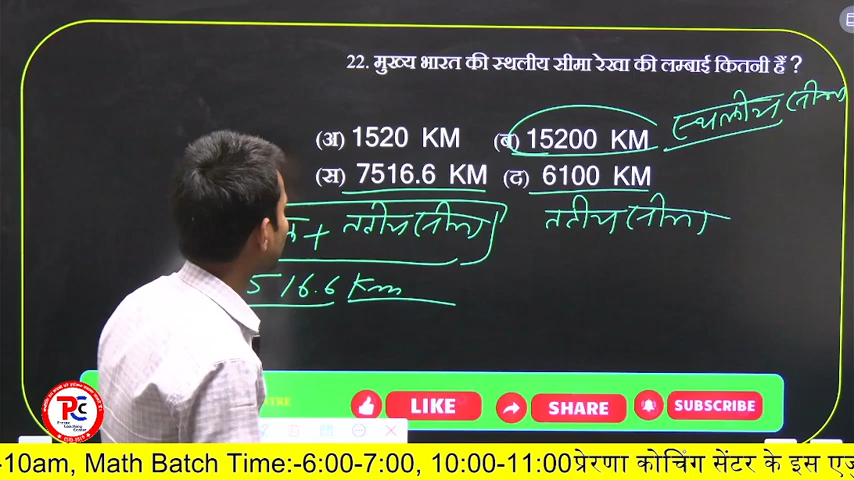 22. मुख्य भारत की स्थलीय सीमा रेखा की लम्बाई कितनी हैं ?
(अ) 1520 KM (ब) 15200 KM स्थलीय सीमा
(स) 7516.6 KM (द) 6100 KM
+ तटीय सीमा तटीय सीमा
516.6 Km
PC
LIKE
SHARE
SUBSCRIBE
-10am, Math Batch Time:-6:00-7:00, 10:00-11:00प्रेरणा कोचिंग सेंटर के इस